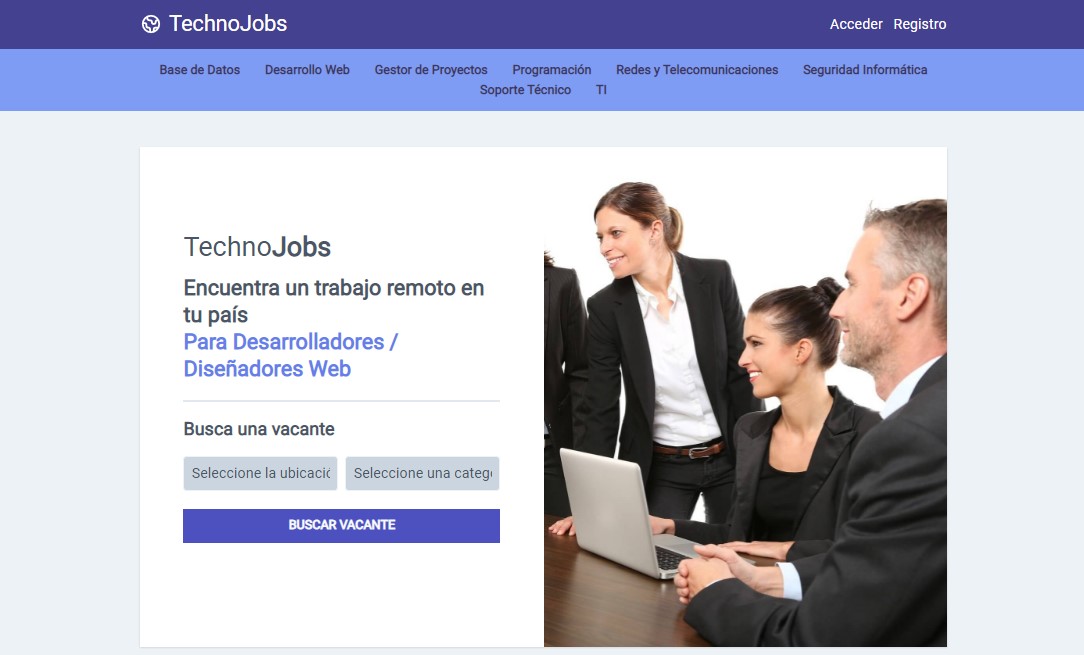 TechnoJobs
Acceder Registro
Base de Datos Desarrollo Web Gestor de Proyectos Programación Redes y Telecomunicaciones Seguridad Informática
Soporte Técnico TI
TechnoJobs
Encuentra un trabajo remoto en
tu país
Para Desarrolladores /
Diseñadores Web
Busca una vacante
Seleccione la ubicació Seleccione una catego
BUSCAR VACANTE